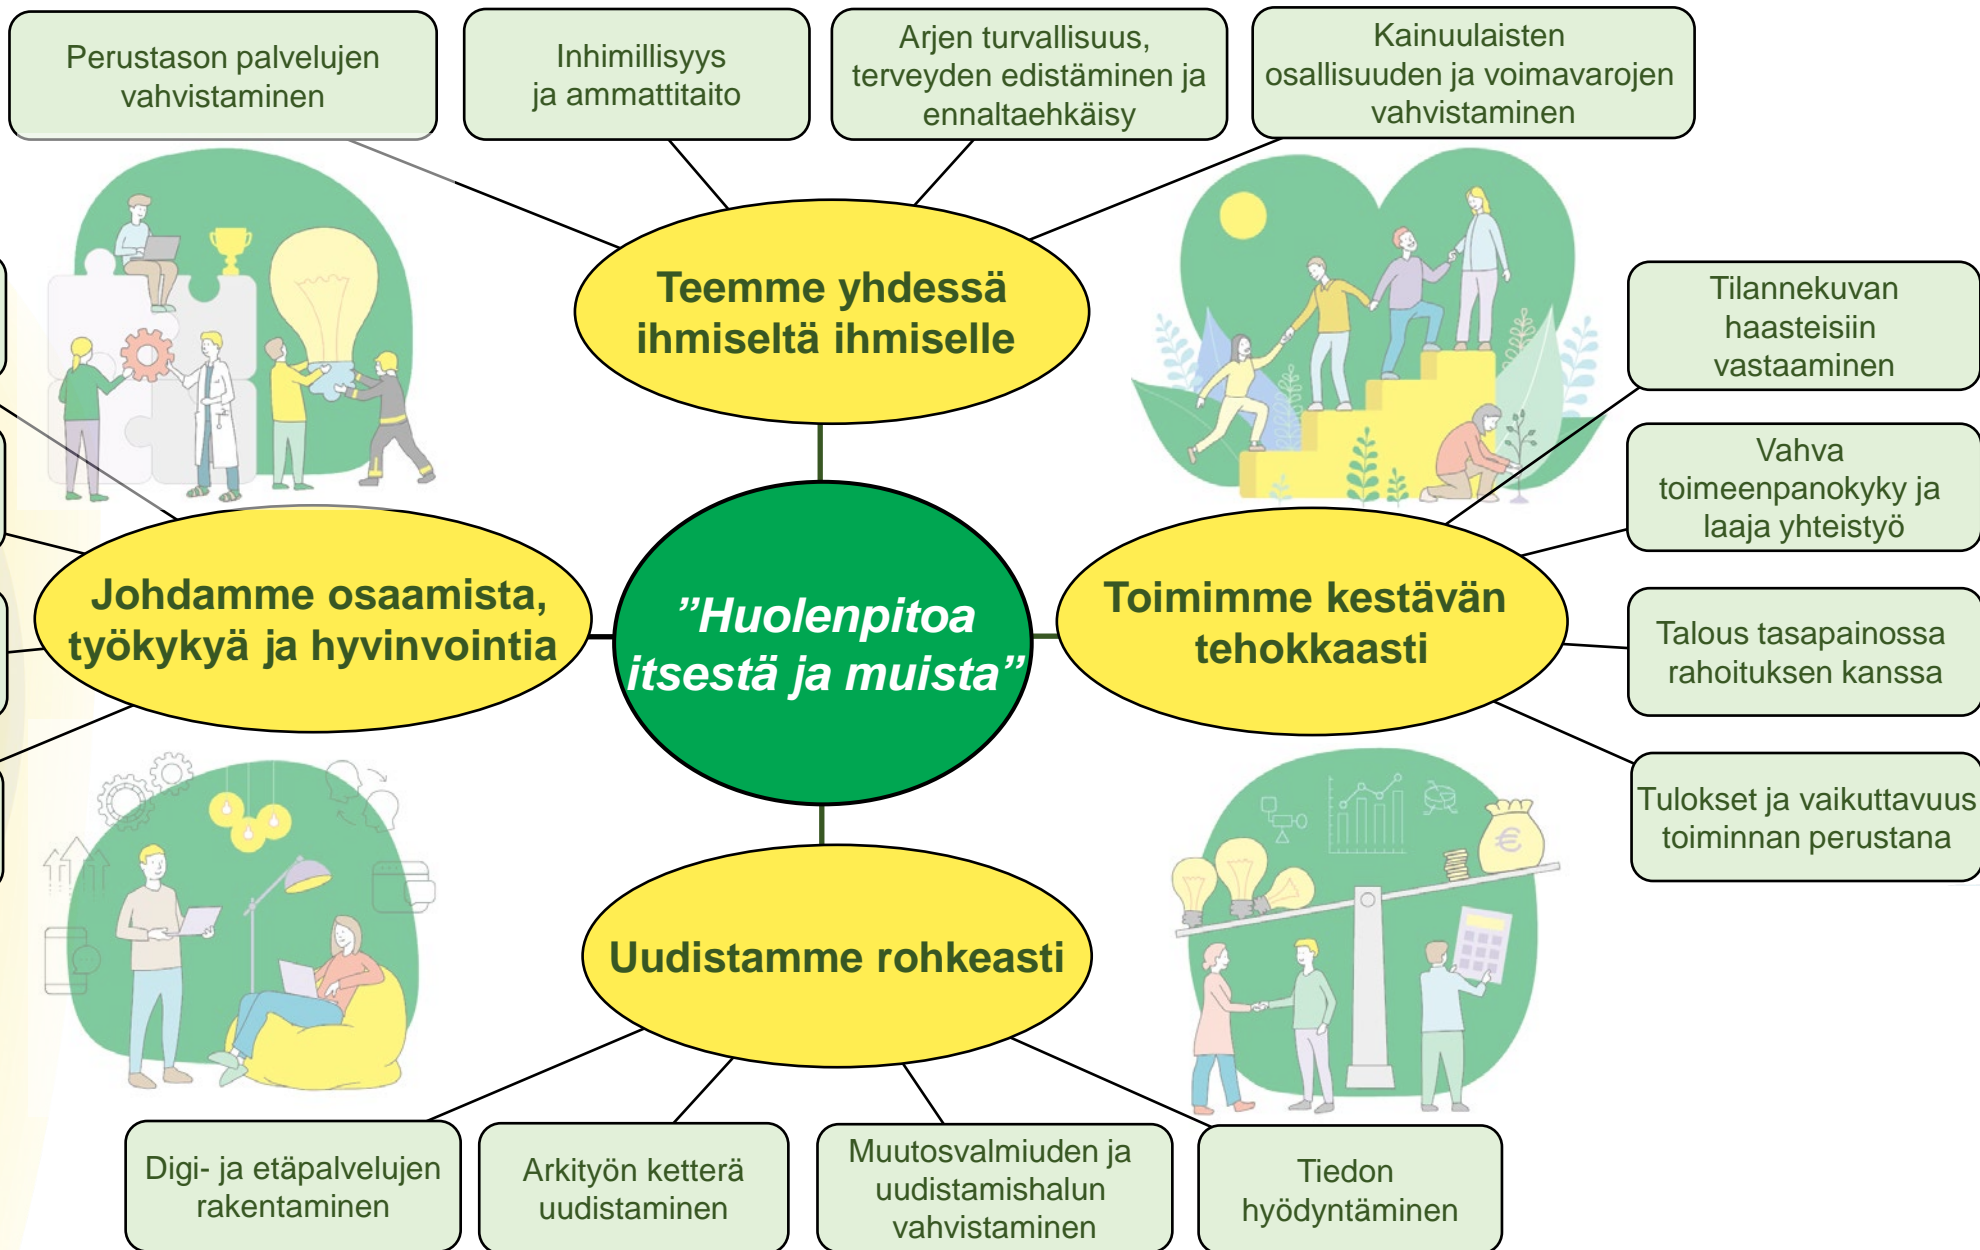 Perustason palvelujen
vahvistaminen
Inhimillisyys
ja ammattitaito
Arjen turvallisuus,
terveyden edistäminen ja
ennaltaehkäisy
Kainuulaisten
osallisuuden ja voimavarojen
vahvistaminen
Teemme yhdessä
ihmiseltä ihmiselle
Tilannekuvan
haasteisiin
vastaaminen
Vahva
toimeenpanokyky ja
laaja yhteistyö
Johdamme osaamista,
työkykyä ja hyvinvointia
”Huolenpitoa
itsestä ja muista”
Toimimme kestävän
tehokkaasti
Talous tasapainossa
rahoituksen kanssa
Tulokset ja vaikuttavuus
toiminnan perustana
€
Uudistamme rohkeasti
Digi- ja etäpalvelujen
rakentaminen
Arkityön ketterä
uudistaminen
Muutosvalmiuden ja
uudistamishalun
vahvistaminen
Tiedon
hyödyntäminen